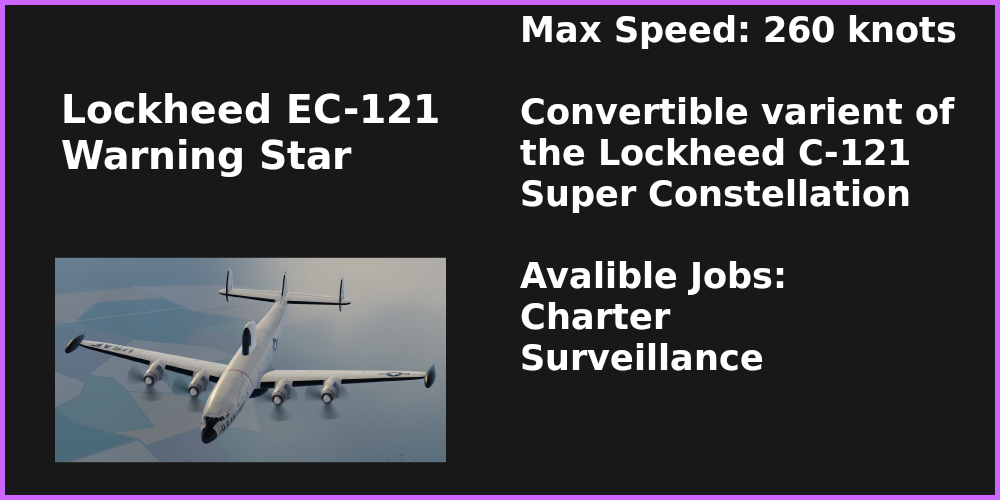 Lockheed EC-121
Warning Star
USAF
Max Speed: 260 knots
Convertible varient of
the Lockheed C-121
Super Constellation
Avalible Jobs:
Charter
Surveillance